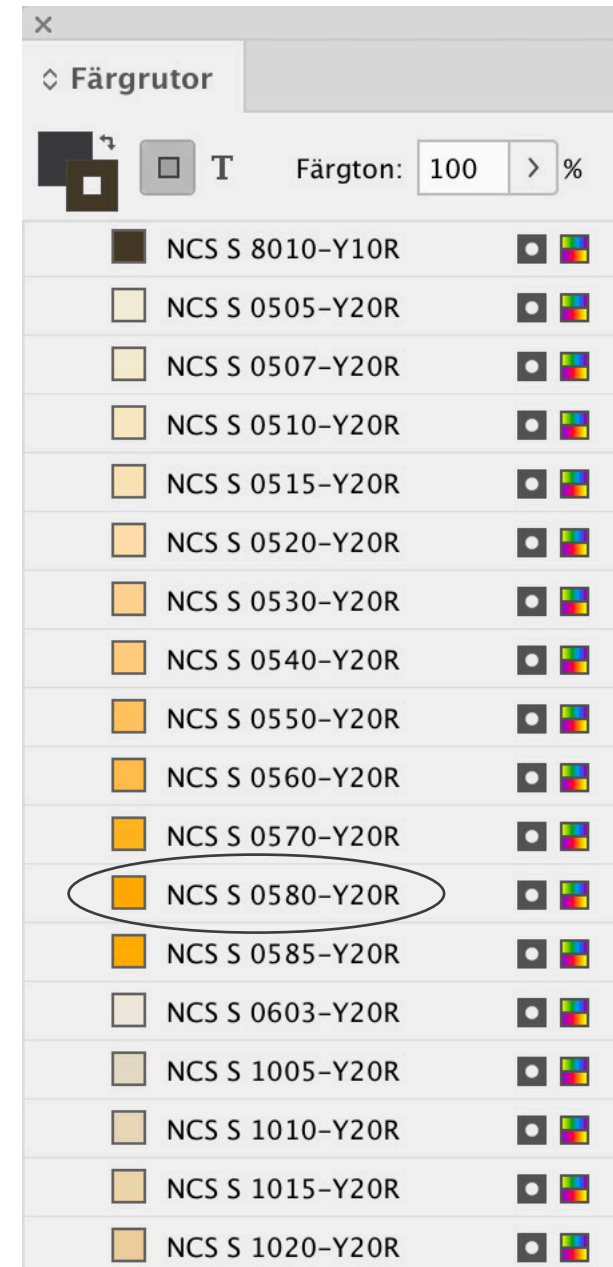 Färgrutor
T Färgton: 100 %
NCS S 8010-Y10R
NCS S 0505-Y20R
NCS S 0507-Y20R
NCS S 0510-Y20R
NCS S 0515-Y20R
NCS S 0520-Y20R
NCS S 0530-Y20R
NCS S 0540-Y20R
NCS S 0550-Y20R
NCS S 0560-Y20R
NCS S 0570-Y20R
NCS S 0580-Y20R
NCS S 0585-Y20R
NCS S 0603-Y20R
NCS S 1005-Y20R
NCS S 1010-Y20R
NCS S 1015-Y20R
NCS S 1020-Y20R